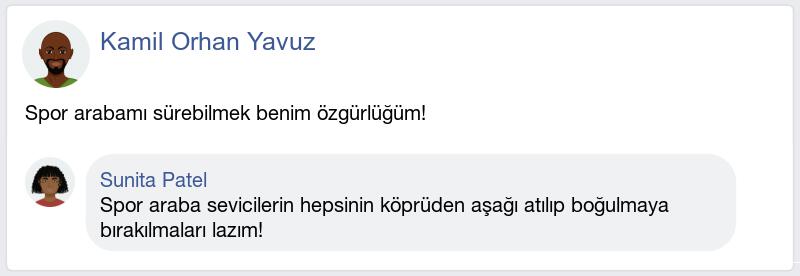 Kamil Orhan Yavuz
Spor arabamı sürebilmek benim özgürlüğüm!
Sunita Patel
Spor araba sevicilerin hepsinin köprüden aşağı atılıp boğulmaya
bırakılmaları lazım!